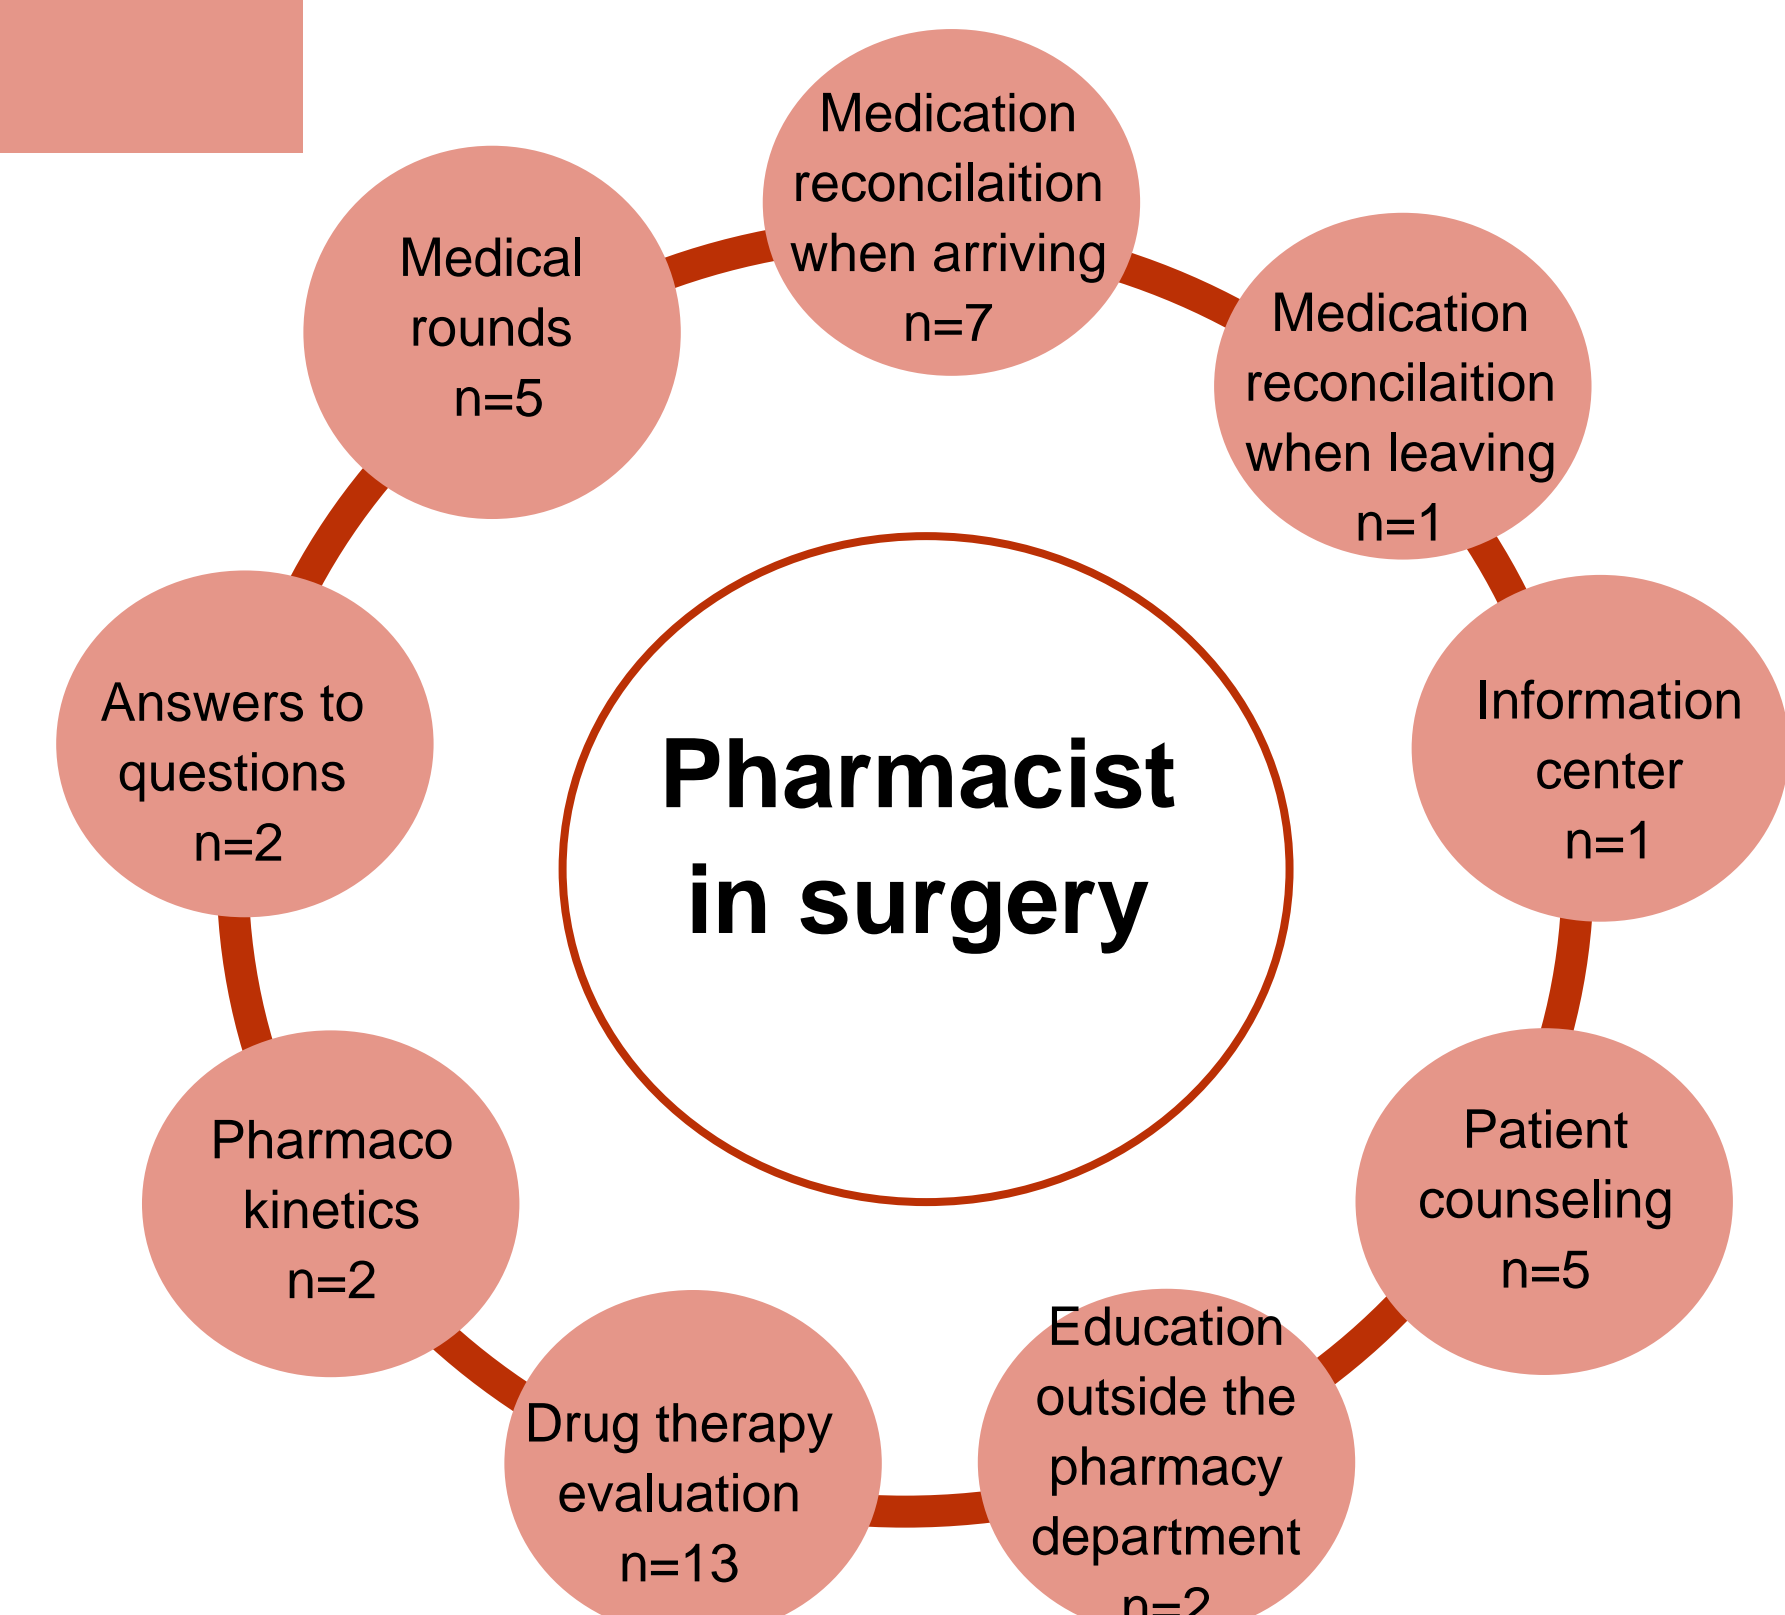 Medication
reconcilaition
when arriving
n=7
Medication
reconcilaition
when leaving
n=1
Information
center
n=1
Patient
counseling
n=5
Education
outside the
pharmacy
department
n=2
Drug therapy
evaluation
n=13
Pharmaco
kinetics
n=2
Answers to
questions
n=2
Medical
rounds
n=5
Pharmacist
in surgery